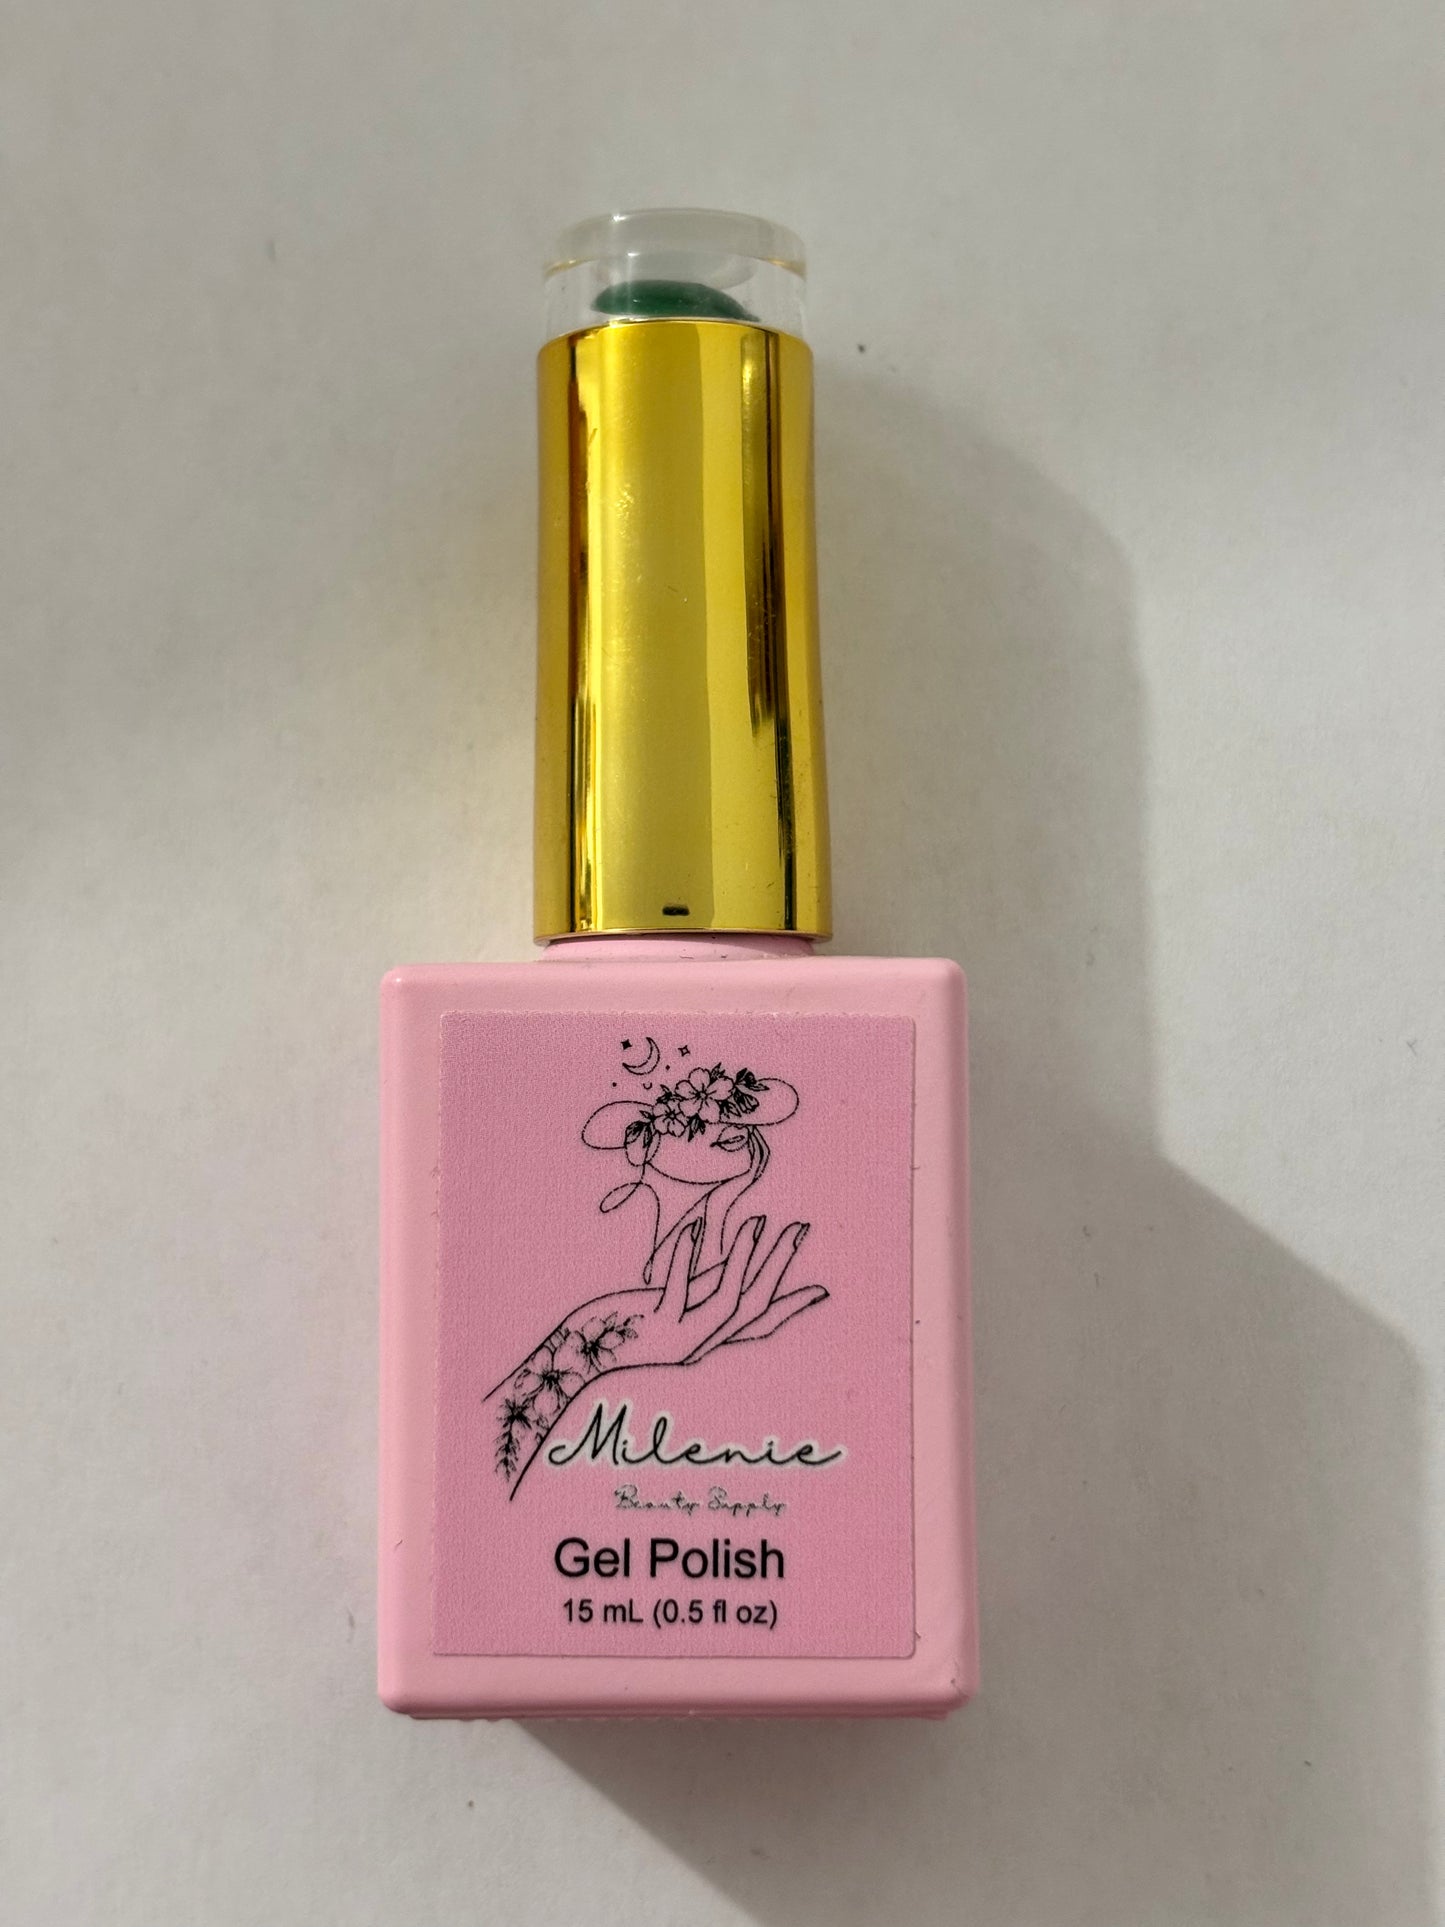 Milenie
Beauty Supply
Gel Polish
15 mL (0.5 fl oz)